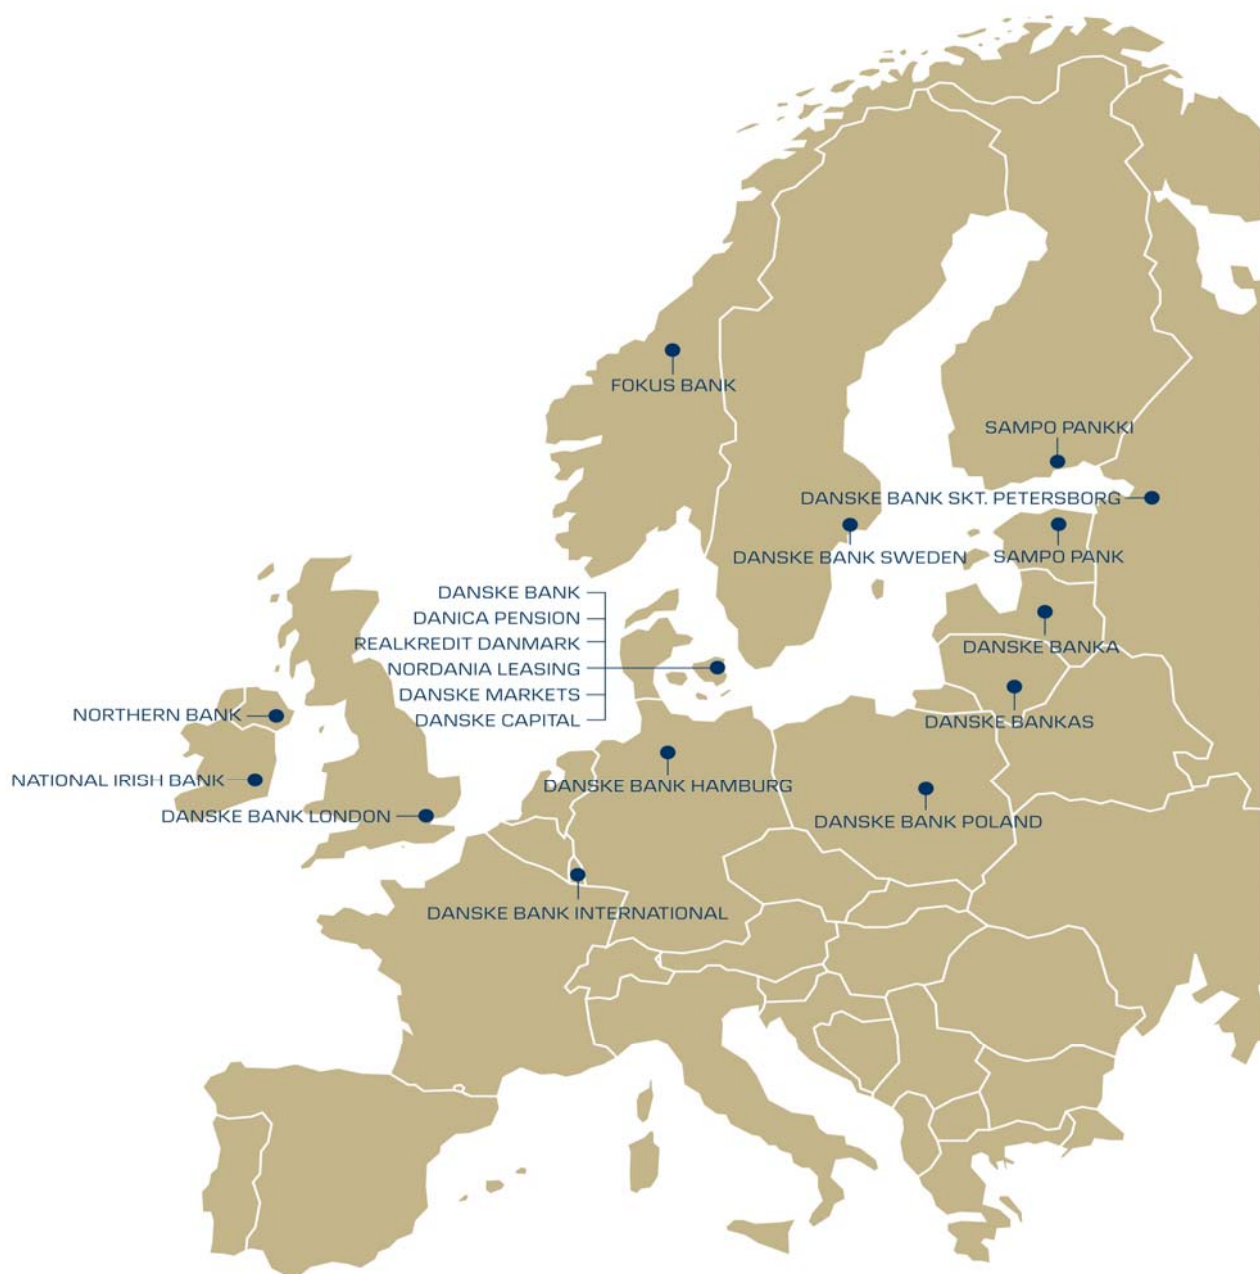 FOKUS BANK
SAMPO PANKKI
DANSKE BANK SKT. PETERSBORG
DANSKE BANK SWEDEN
SAMPO PANK
DANSKE BANK
DANICA PENSION
REALKREDIT DANMARK
NORDANIA LEASING
DANSKE MARKETS
DANSKE CAPITAL
DANSKE BANKA
DANSKE BANKAS
NORTHERN BANK
NATIONAL IRISH BANK
DANSKE BANK LONDON
DANSKE BANK HAMBURG
DANSKE BANK POLAND
DANSKE BANK INTERNATIONAL